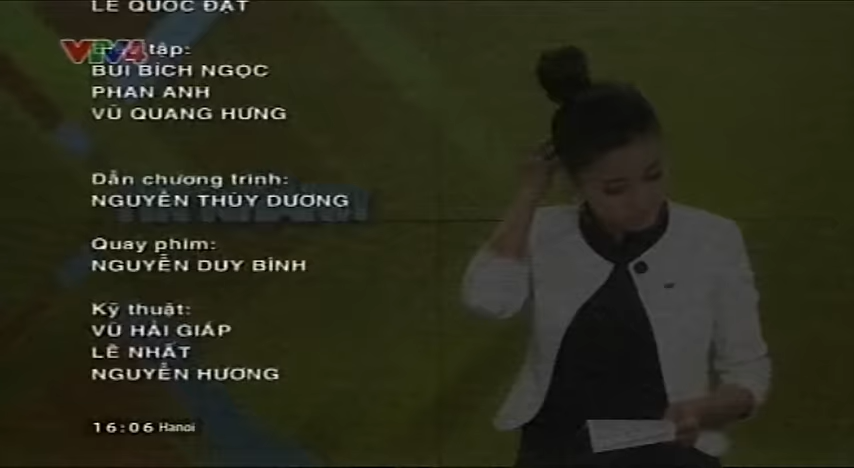 LÊ QUỐC ĐẠT
VTV4
tập:
BÙI BÍCH NGỌC
PHAN ANH
VŨ QUANG HƯNG
Dẫn chương trình:
NGUYỄN THÙY DƯƠNG
Quay phim:
NGUYỄN DUY BÌNH
Kỹ thuật:
VŨ HẢI GIÁP
LÊ NHẤT
NGUYỄN HƯƠNG
16:06 Hanoi